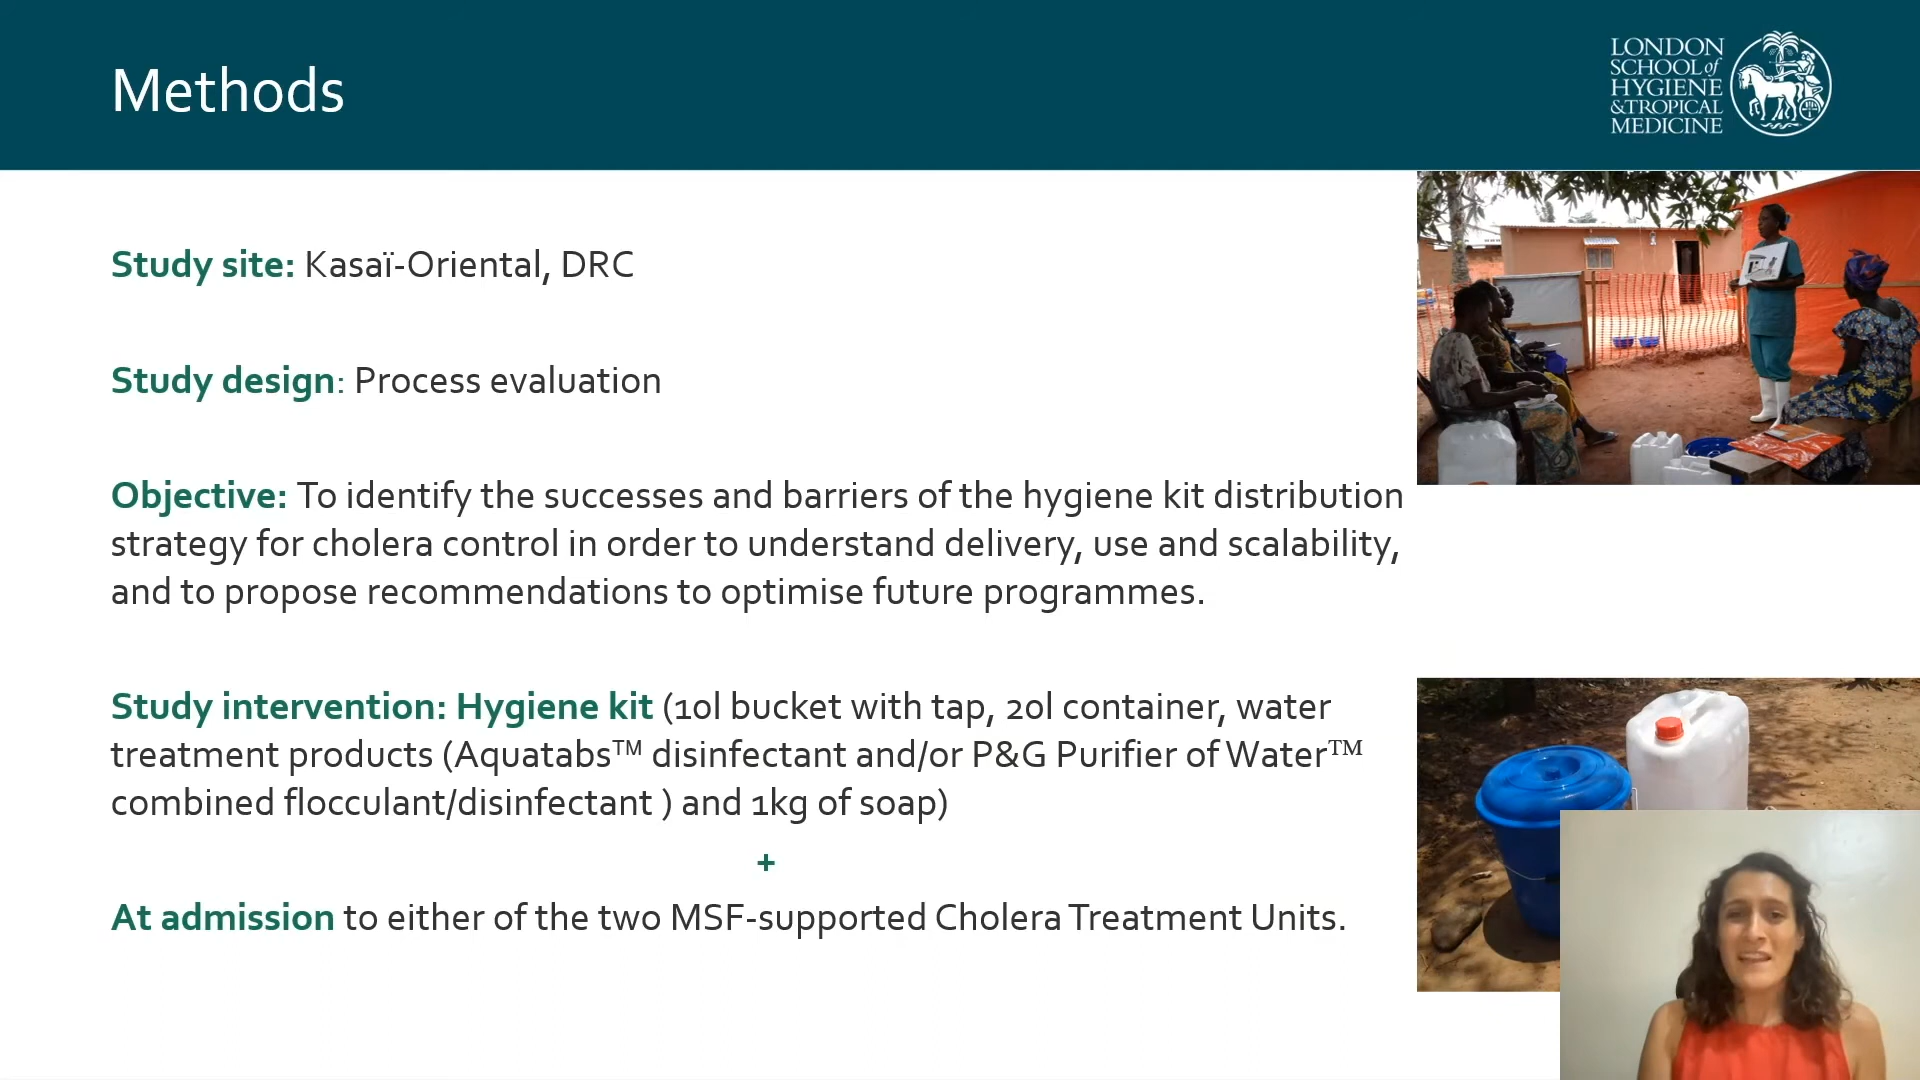 Methods
LONDON
SCHOOL of
HYGIENE
&TROPICAL
MEDICINE
Study site: Kasaï-Oriental, DRC
Study design: Process evaluation
Objective: To identify the successes and barriers of the hygiene kit distribution
strategy for cholera control in order to understand delivery, use and scalability,
and to propose recommendations to optimise future programmes.
Study intervention: Hygiene kit (10l bucket with tap, 20l container, water
treatment products (Aquatabs™ disinfectant and/or P&G Purifier of Water™
combined flocculant/disinfectant ) and 1kg of soap)
+
At admission to either of the two MSF-supported Cholera Treatment Units.